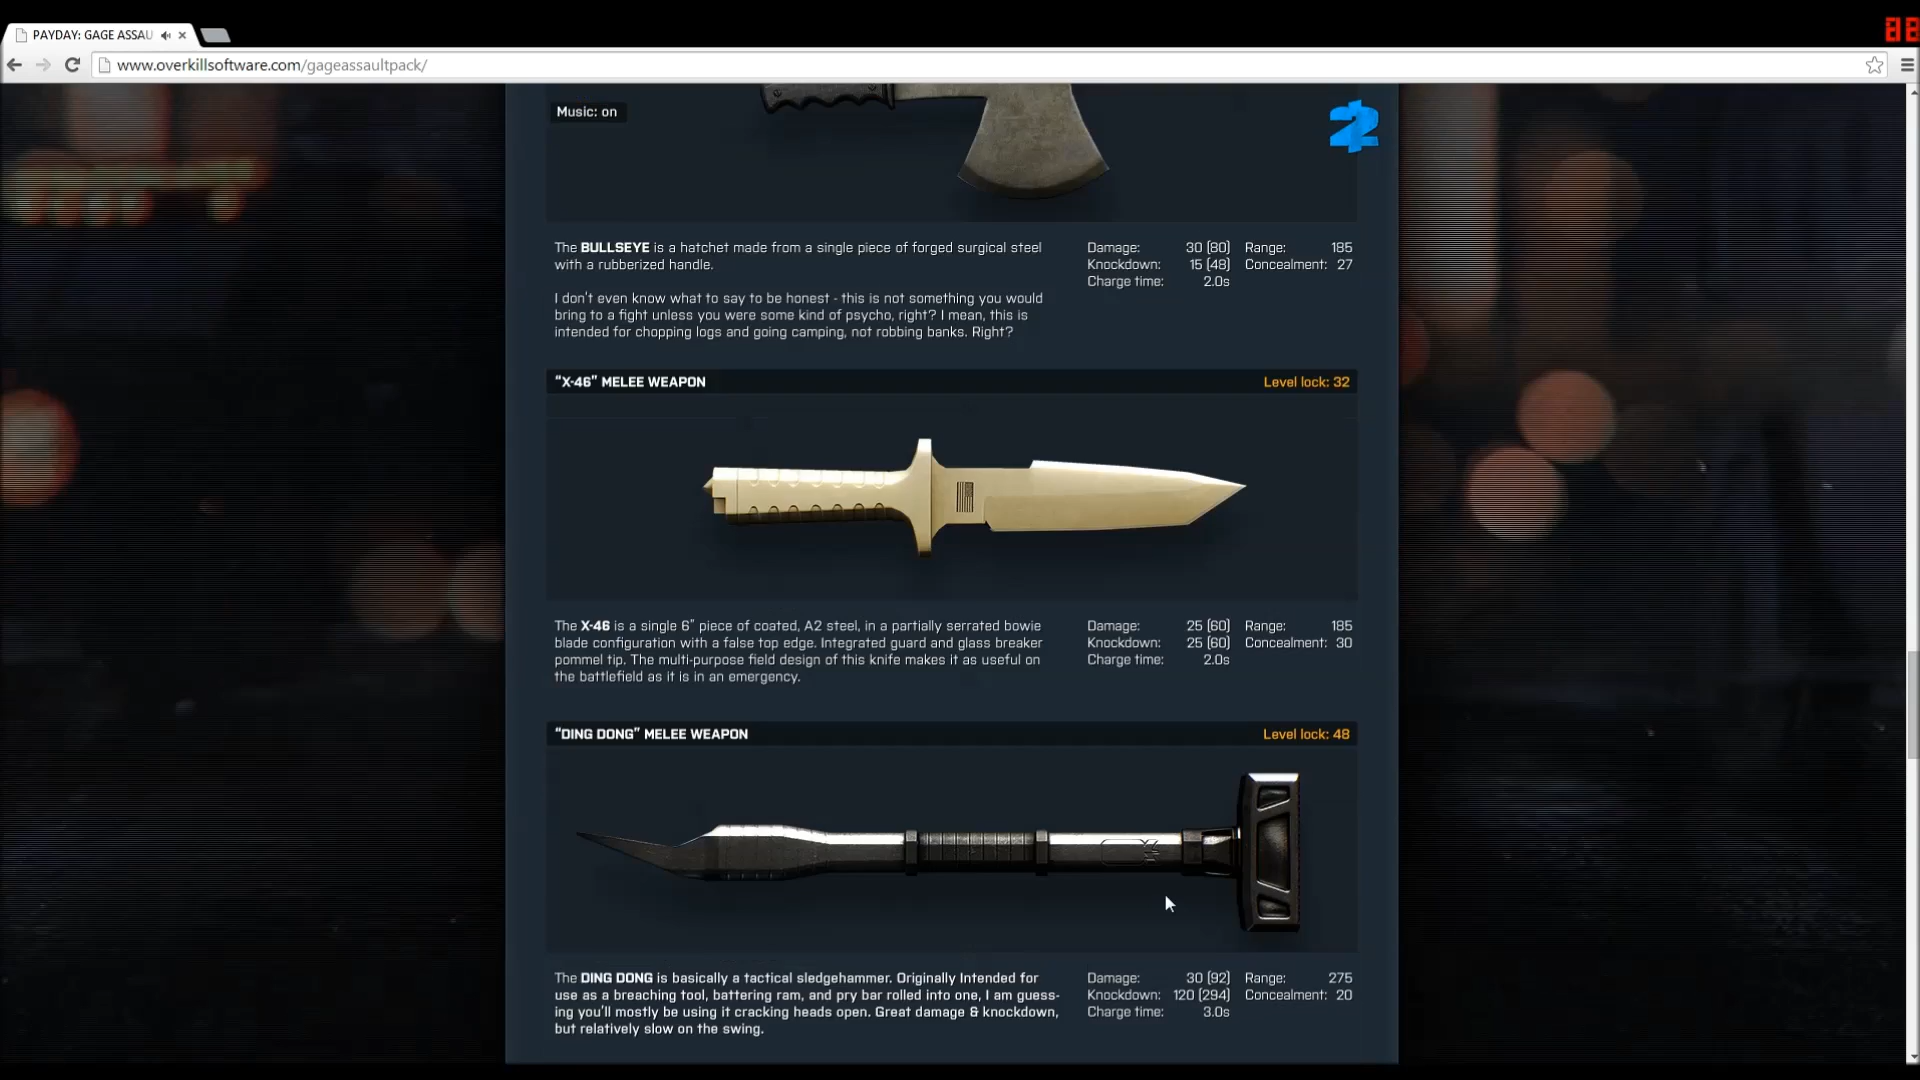 PAYDAY: GAGE ASSAU
www.overkillsoftware.com/gageassaultpack/
Music: on
2
The BULLSEYE is a hatchet made from a single piece of forged surgical steel
with a rubberized handle.
I don't even know what to say to be honest - this is not something you would
bring to a fight unless you were some kind of psycho, right? I mean, this is
intended for chopping logs and going camping, not robbing banks. Right?
Damage: 30 (80) Range: 185
Knockdown: 15 (48) Concealment: 27
Charge time: 2.0s
“X-46” MELEE WEAPON Level lock: 32
The X-46 is a single 6” piece of coated, A2 steel, in a partially serrated bowie
blade configuration with a false top edge. Integrated guard and glass breaker
pommel tip. The multi-purpose field design of this knife makes it as useful on
the battlefield as it is in an emergency.
Damage: 25 (60) Range: 185
Knockdown: 25 (60) Concealment: 30
Charge time: 2.0s
“DING DONG” MELEE WEAPON Level lock: 48
The DING DONG is basically a tactical sledgehammer. Originally Intended for
use as a breaching tool, battering ram, and pry bar rolled into one, I am guess-
ing you'll mostly be using it cracking heads open. Great damage & knockdown,
but relatively slow on the swing.
Damage: 30 (92) Range: 275
Knockdown: 120 (294) Concealment: 20
Charge time: 3.0s